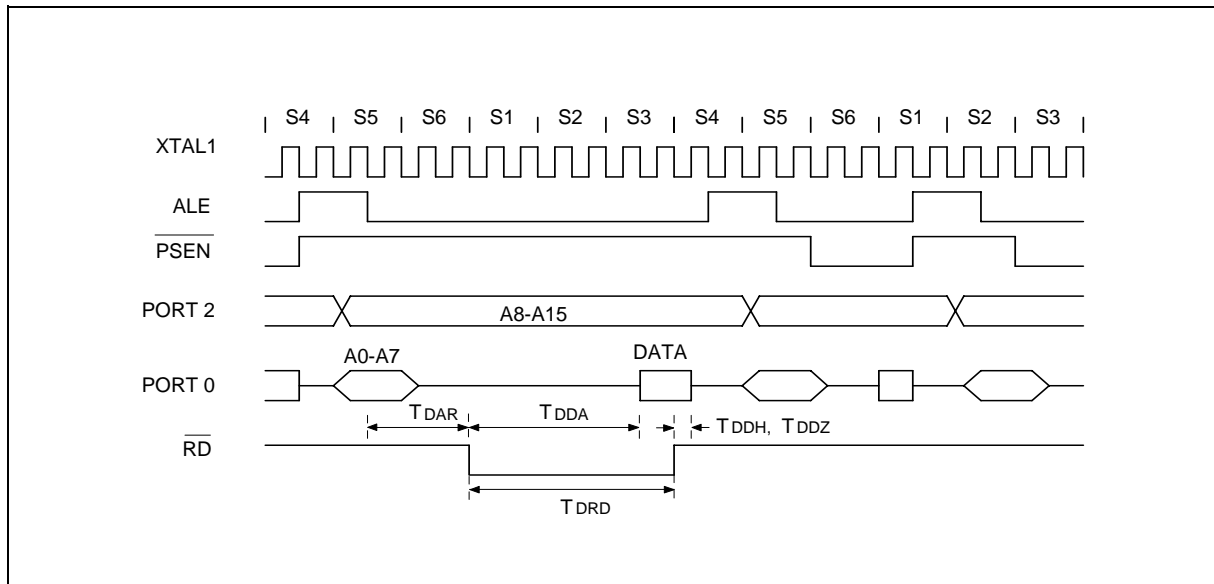 S4 S5 S6 S1 S2 S3 S4 S5 S6 S1 S2 S3
XTAL1
ALE
PSEN
PORT 2
A8-A15
A0-A7
DATA
PORT 0
TDAR
TDDA
TDDH, TDDZ
RD
TDRD